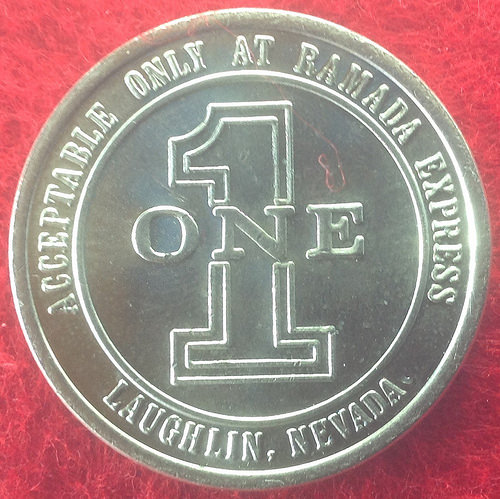 ACCEPTABLE ONLY AT RAMADA EXPRESS
1
ONE
LAUGHLIN, NEVADA.